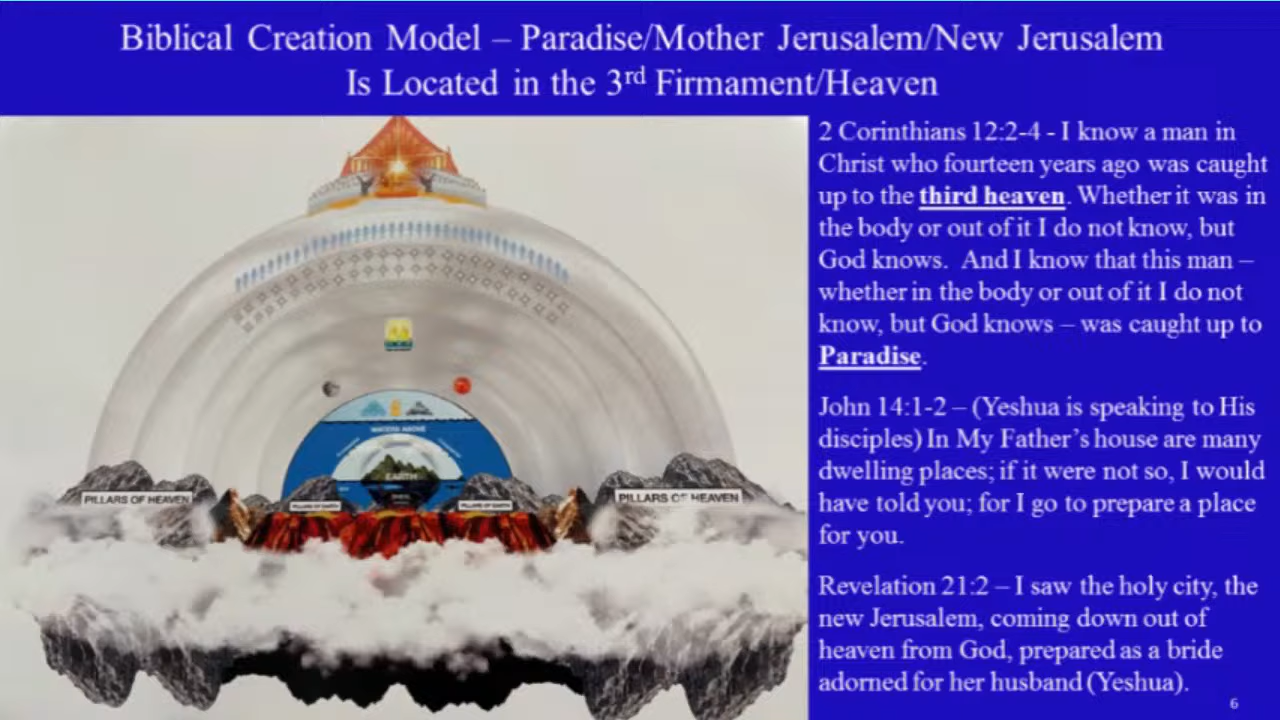 Biblical Creation Model – Paradise/Mother Jerusalem/New Jerusalem
Is Located in the 3rd Firmament/Heaven
2 Corinthians 12:2-4 - I know a man in
Christ who fourteen years ago was caught
up to the third heaven. Whether it was in
the body or out of it I do not know, but
God knows. And I know that this man –
whether in the body or out of it I do not
know, but God knows – was caught up to
Paradise.
John 14:1-2 – (Yeshua is speaking to His
disciples) In My Father's house are many
dwelling places; if it were not so, I would
have told you; for I go to prepare a place
for you.
Revelation 21:2 – I saw the holy city, the
new Jerusalem, coming down out of
heaven from God, prepared as a bride
adorned for her husband (Yeshua).
WATERS ABOVE
EARTH
PILLARS OF HEAVEN
PILLARS OF EARTH
PILLARS OF EARTH
PILLARS OF HEAVEN
6